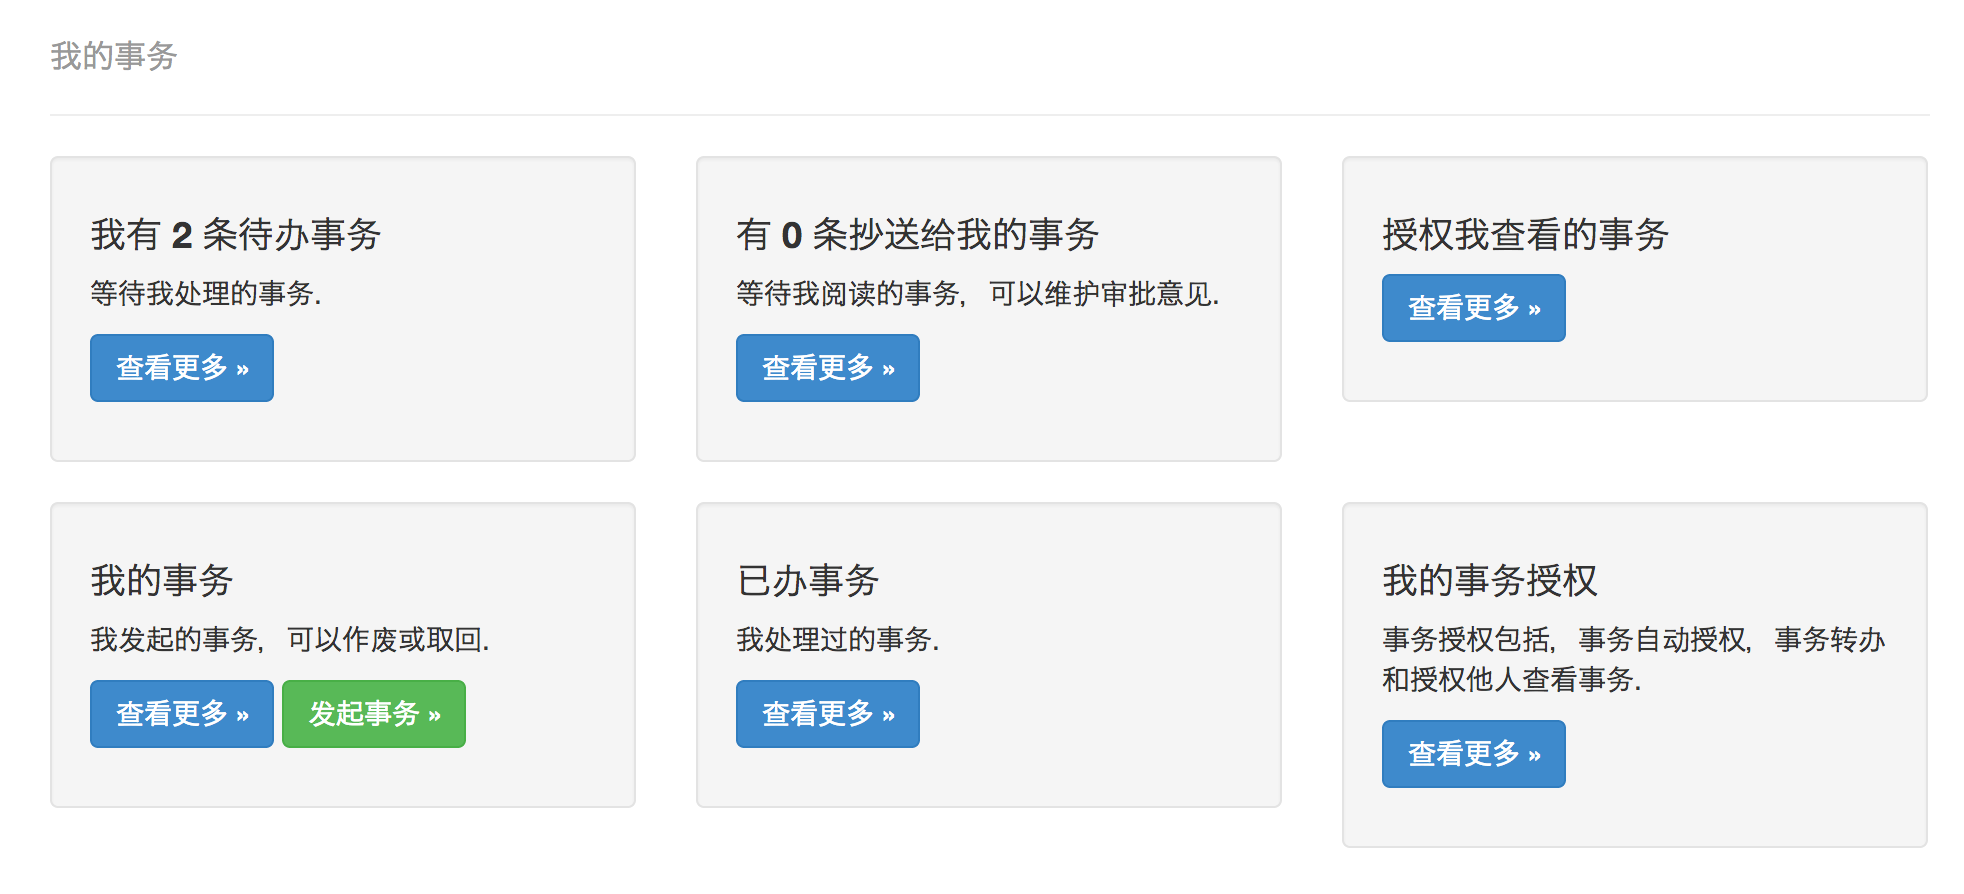 我的事务
我有 2 条待办事务
等待我处理的事务.
查看更多 »
有 0 条抄送给我的事务
等待我阅读的事务, 可以维护审批意见.
查看更多 »
授权我查看的事务
查看更多 »
我的事务
我发起的事务, 可以作废或取回.
查看更多 » 发起事务 »
已办事务
我处理过的事务.
查看更多 »
我的事务授权
事务授权包括, 事务自动授权, 事务转办
和授权他人查看事务.
查看更多 »